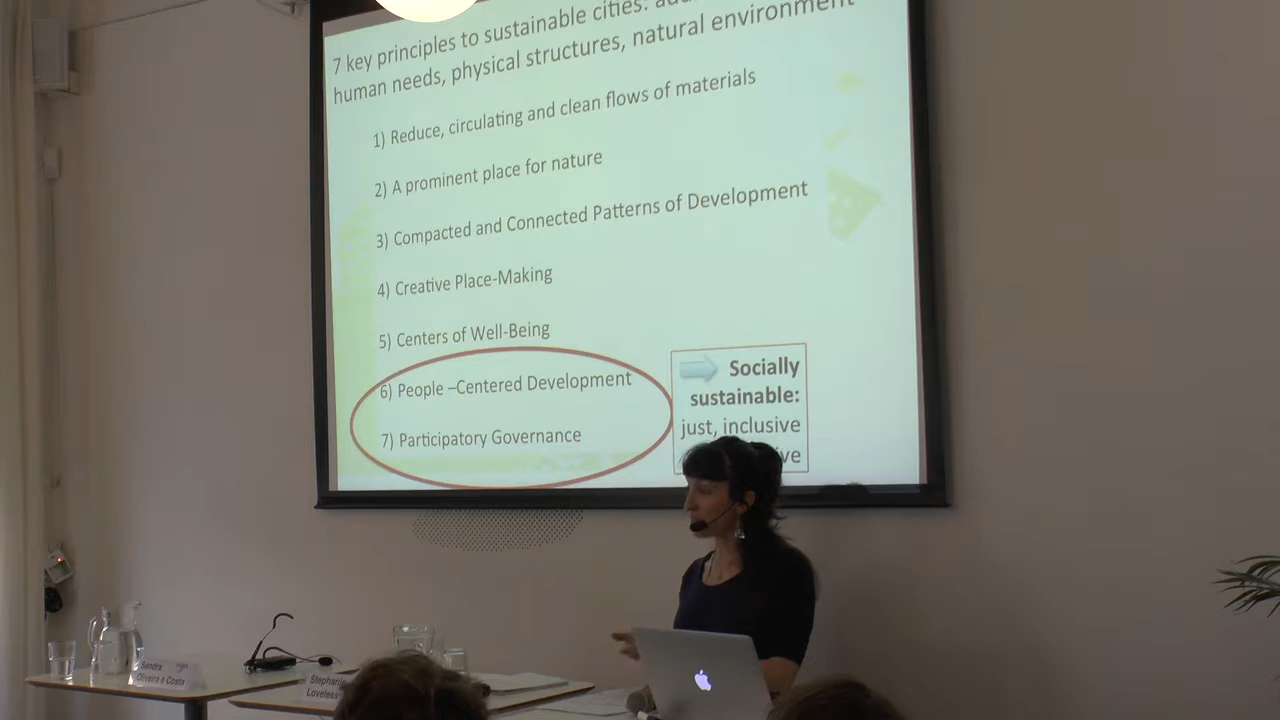 7 key principles to sustainable cities:
human needs, physical structures, natural environment
1) Reduce, circulating and clean flows of materials
2) A prominent place for nature
3) Compacted and Connected Patterns of Development
4) Creative Place-Making
5) Centers of Well-Being
6) People –Centered Development
7) Participatory Governance
Socially
sustainable:
just, inclusive
Sandra
Oliveira e Costa
Stephanie
Loveless